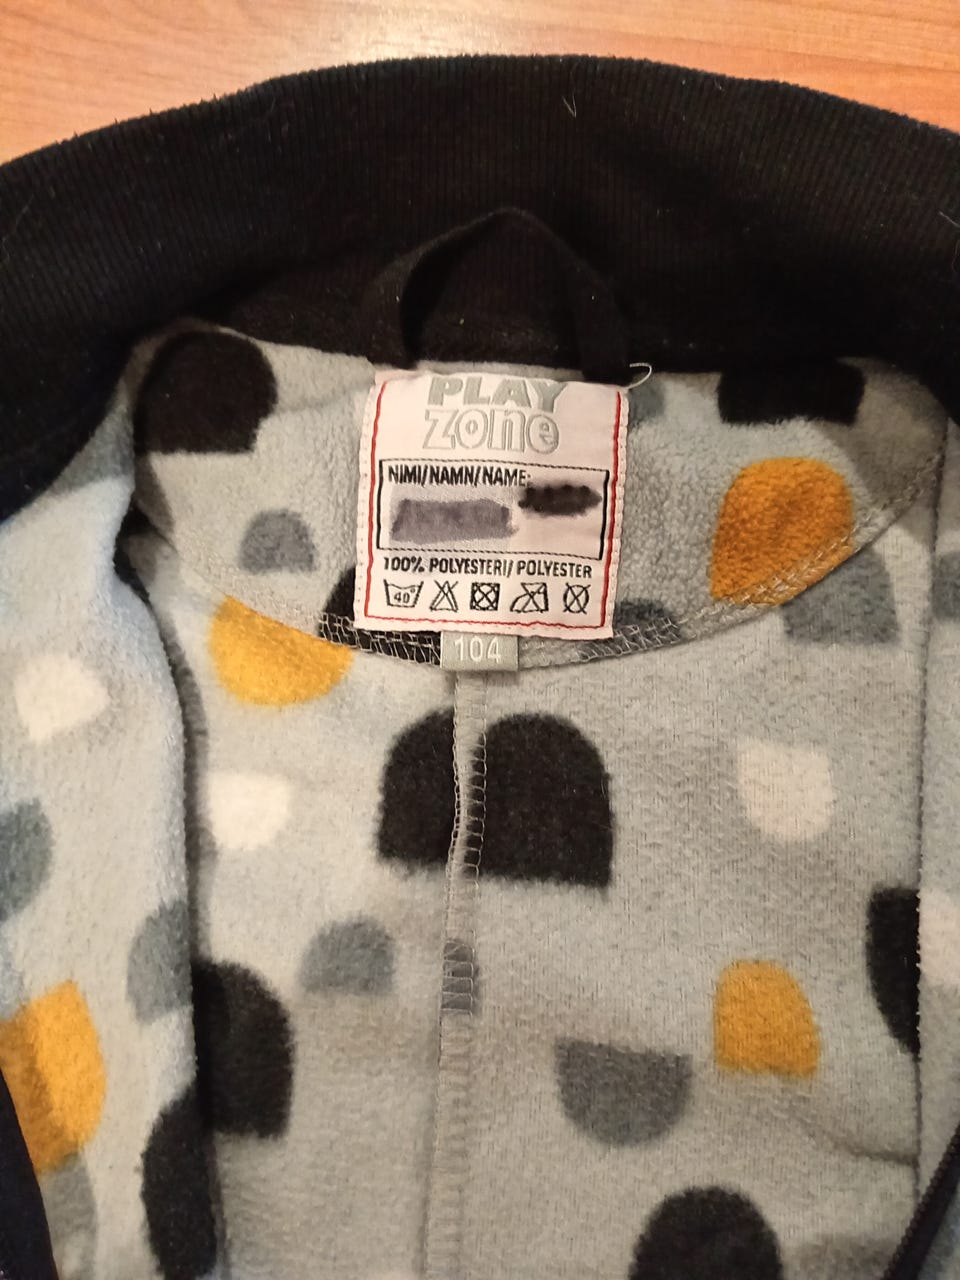 PLAY
zone
NIMI/NAMN/NAME:
100% POLYESTERI/POLYESTER
40°
104